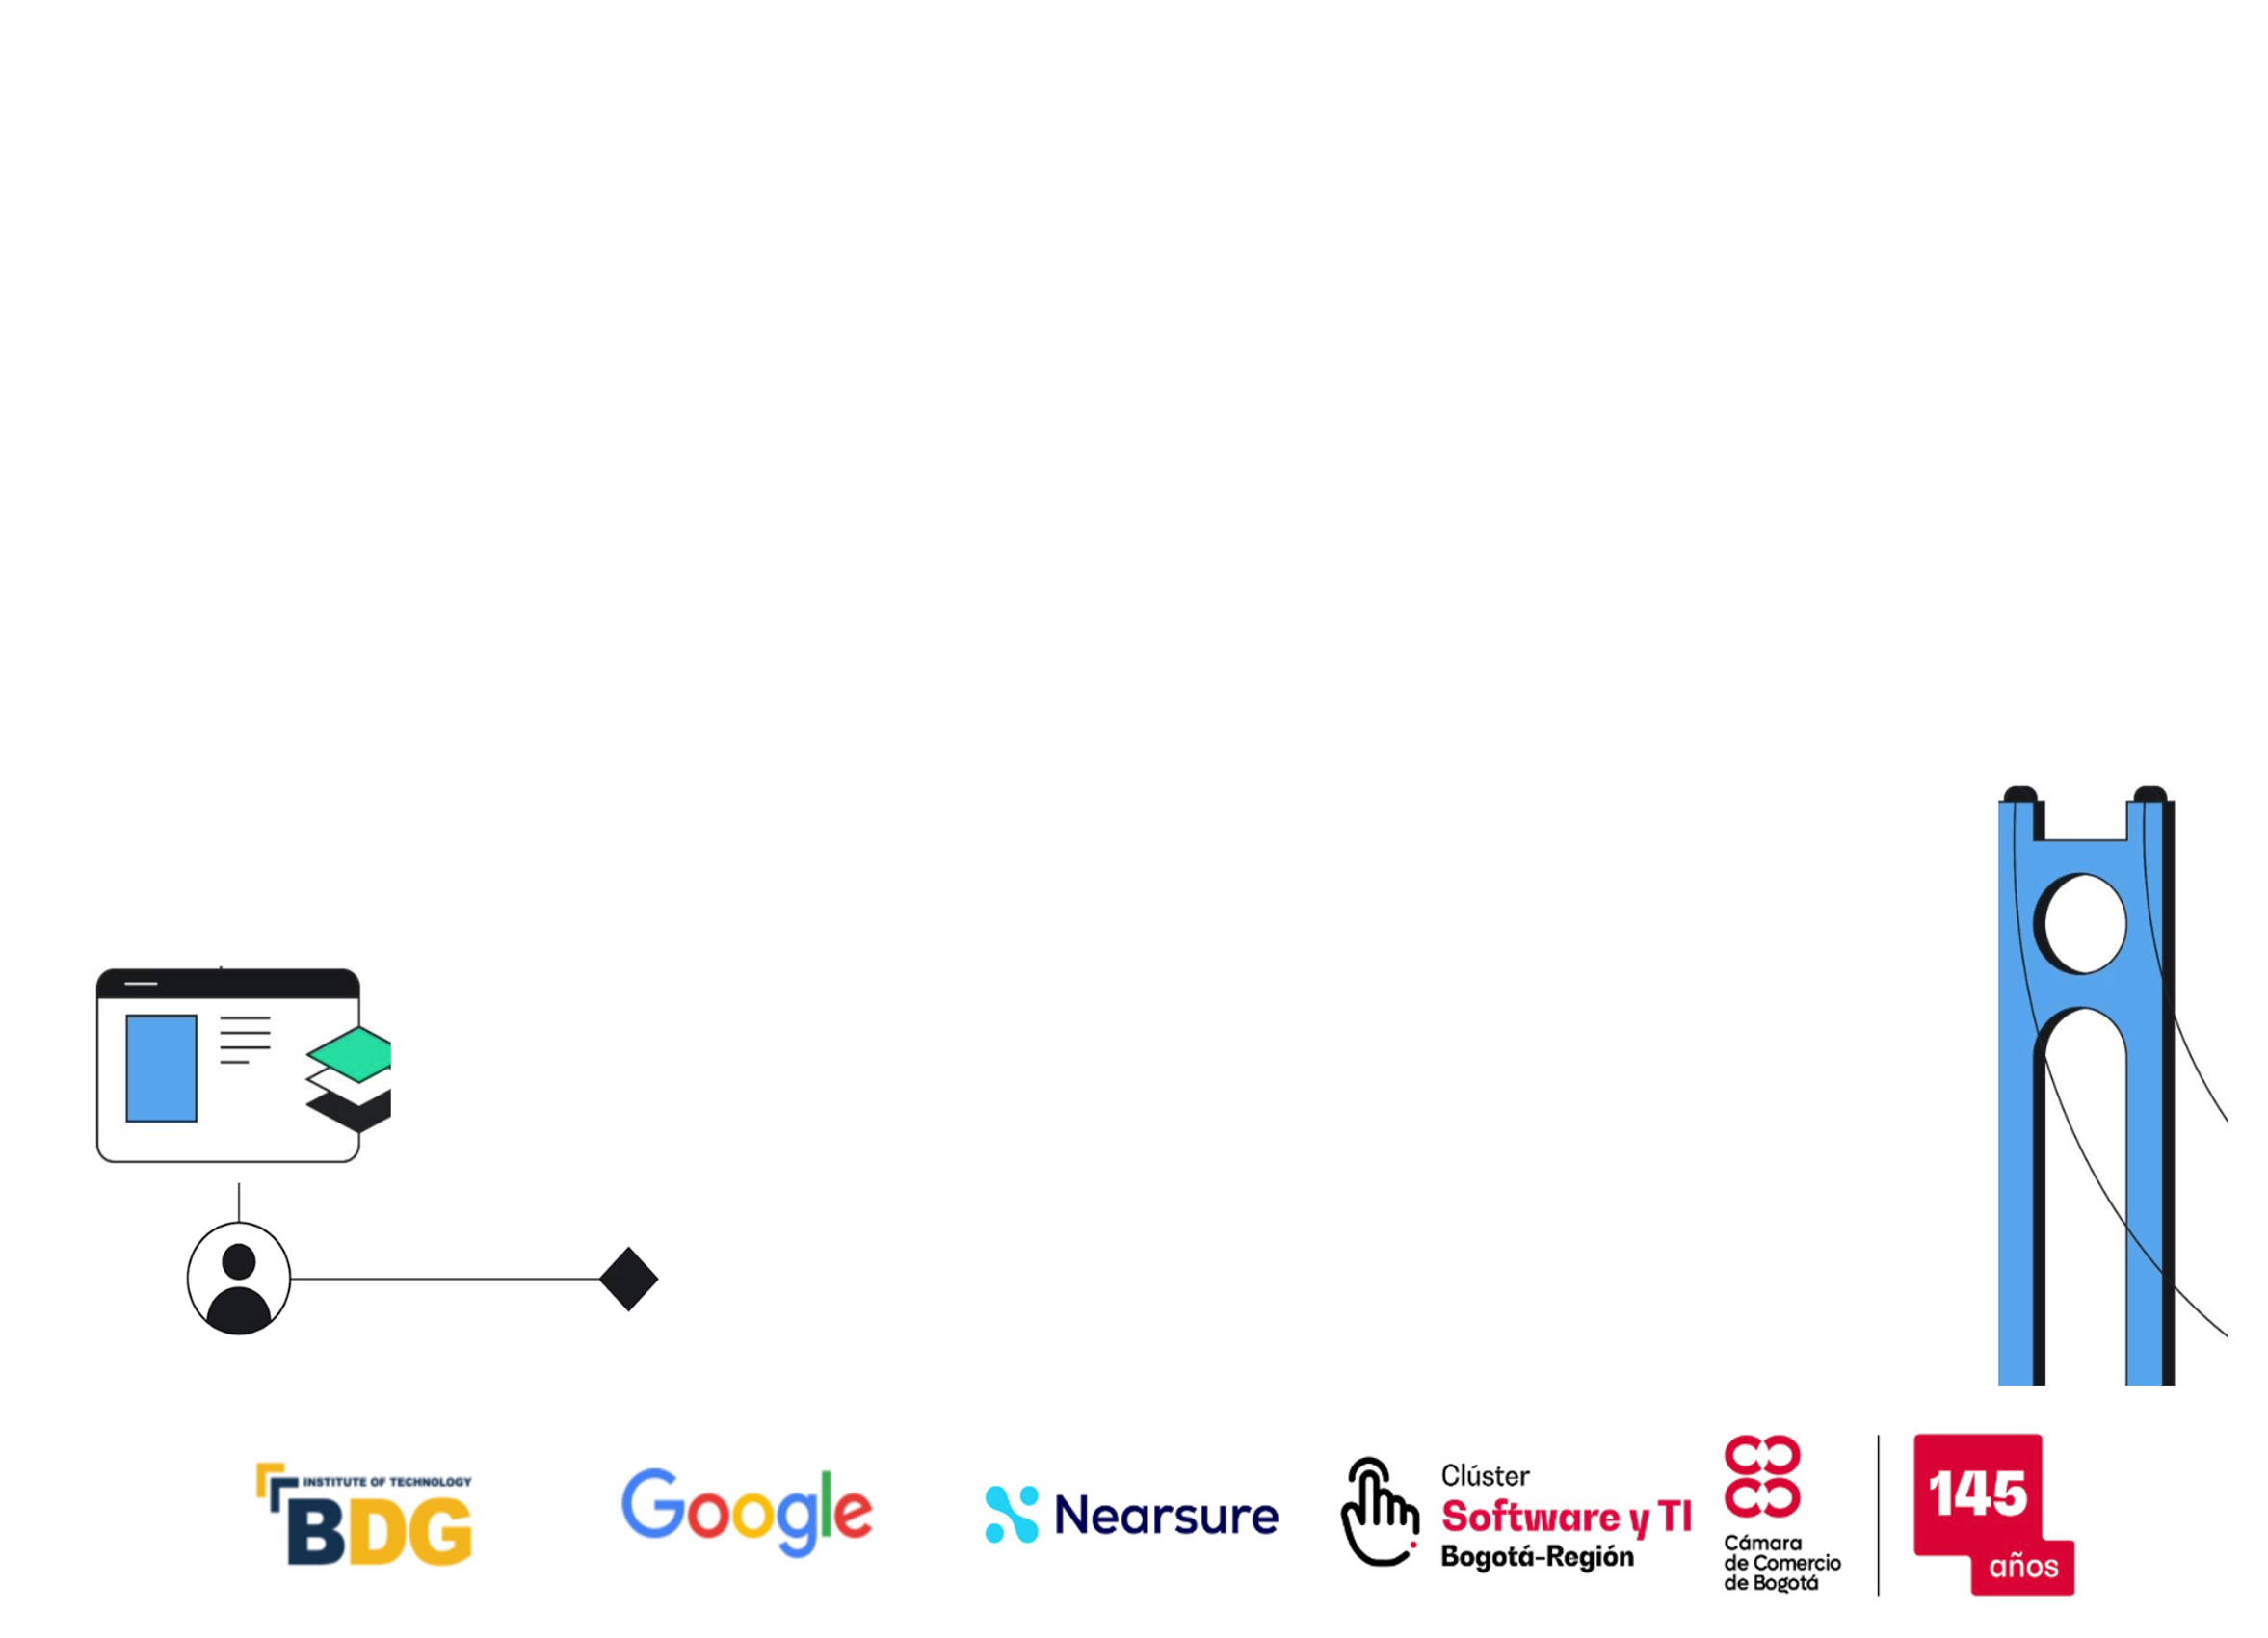 INSTITUTE OF TECHNOLOGY
BDG
Google
Nearsure
Clúster
Software y TI
Bogotá-Región
Cámara
de Comercio
de Bogotá
145
años